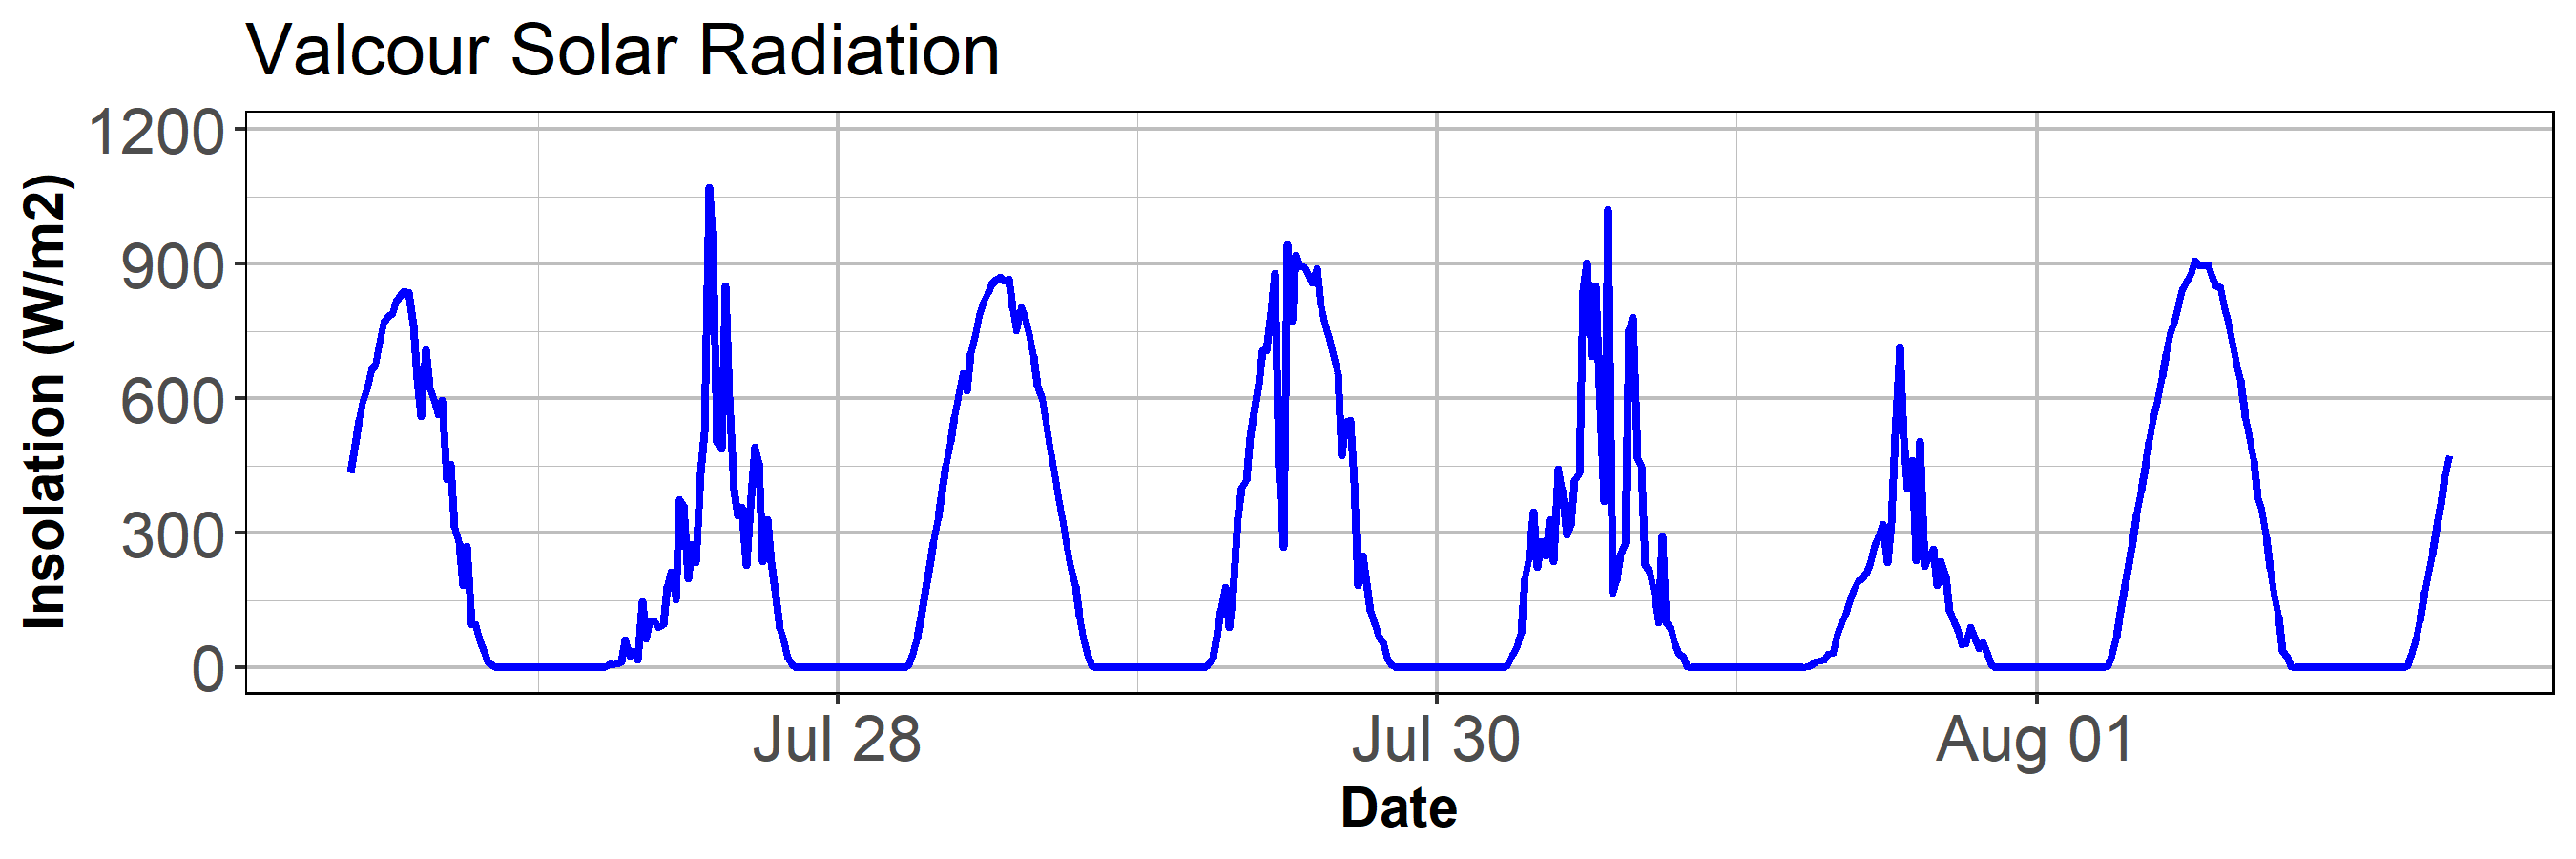 Valcour Solar Radiation
1200
900
600
300
0
Insolation (W/m2)
Jul 28
Jul 30
Aug 01
Date